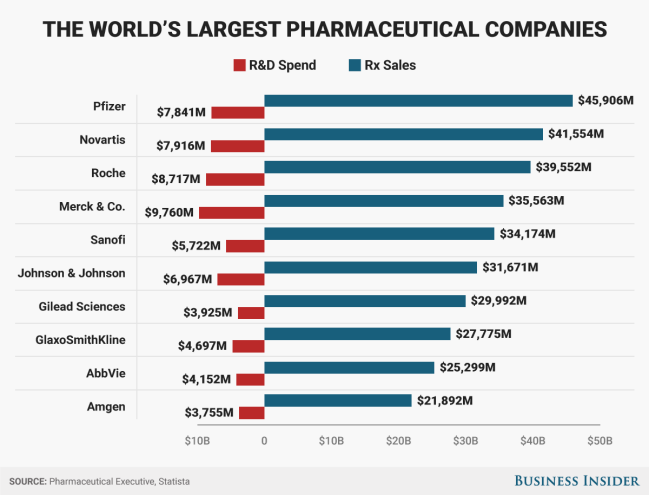 THE WORLD'S LARGEST PHARMACEUTICAL COMPANIES
R&D Spend Rx Sales
Pfizer $7,841M $45,906M
Novartis $7,916M $41,554M
Roche $8,717M $39,552M
Merck & Co. $9,760M $35,563M
Sanofi $5,722M $34,174M
Johnson & Johnson $6,967M $31,671M
Gilead Sciences $3,925M $29,992M
GlaxoSmithKline $4,697M $27,775M
AbbVie $4,152M $25,299M
Amgen $3,755M $21,892M
$10B 0 $10B $20B $30B $40B $50B
SOURCE: Pharmaceutical Executive, Statista BUSINESS INSIDER